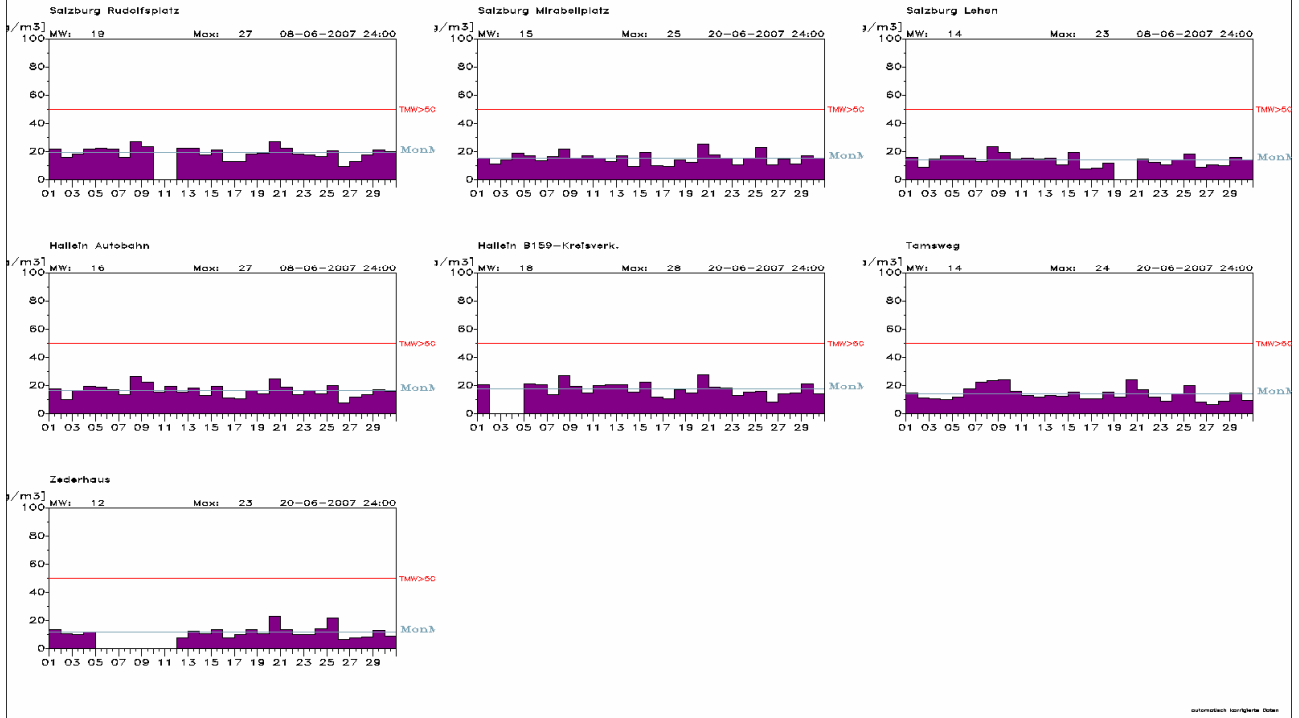 Salzburg Rudolfsplatz Salzburg Mirabellplatz Salzburg Lehen
g/m3] MW: 19 Max: 27 08-06-2007 24:00 g/m3] MW: 15 Max: 25 20-06-2007 24:00 g/m3] MW: 14 Max: 23 08-06-2007 24:00
100 100 100
80 80 80
60 60 60
TMW>50 TMW>50 TMW>50
40 40 40
20 MonM 20 MonM 20 MonM
0 0 0
01 03 05 07 09 11 13 15 17 19 21 23 25 27 29 01 03 05 07 09 11 13 15 17 19 21 23 25 27 29 01 03 05 07 09 11 13 15 17 19 21 23 25 27 29
Hallein Autobahn Hallein B159-Kreisverk. Tamsweg
g/m3] MW: 16 Max: 27 08-06-2007 24:00 g/m3] MW: 18 Max: 28 20-06-2007 24:00 g/m3] MW: 14 Max: 24 20-06-2007 24:00
100 100 100
80 80 80
60 60 60
TMW>50 TMW>50 TMW>50
40 40 40
20 MonM 20 MonM 20 MonM
0 0 0
01 03 05 07 09 11 13 15 17 19 21 23 25 27 29 01 03 05 07 09 11 13 15 17 19 21 23 25 27 29 01 03 05 07 09 11 13 15 17 19 21 23 25 27 29
Zederhaus
g/m3] MW: 12 Max: 23 20-06-2007 24:00
100
80
60
TMW>50
40
20 MonM
0
01 03 05 07 09 11 13 15 17 19 21 23 25 27 29
automatisch korrigierte Daten